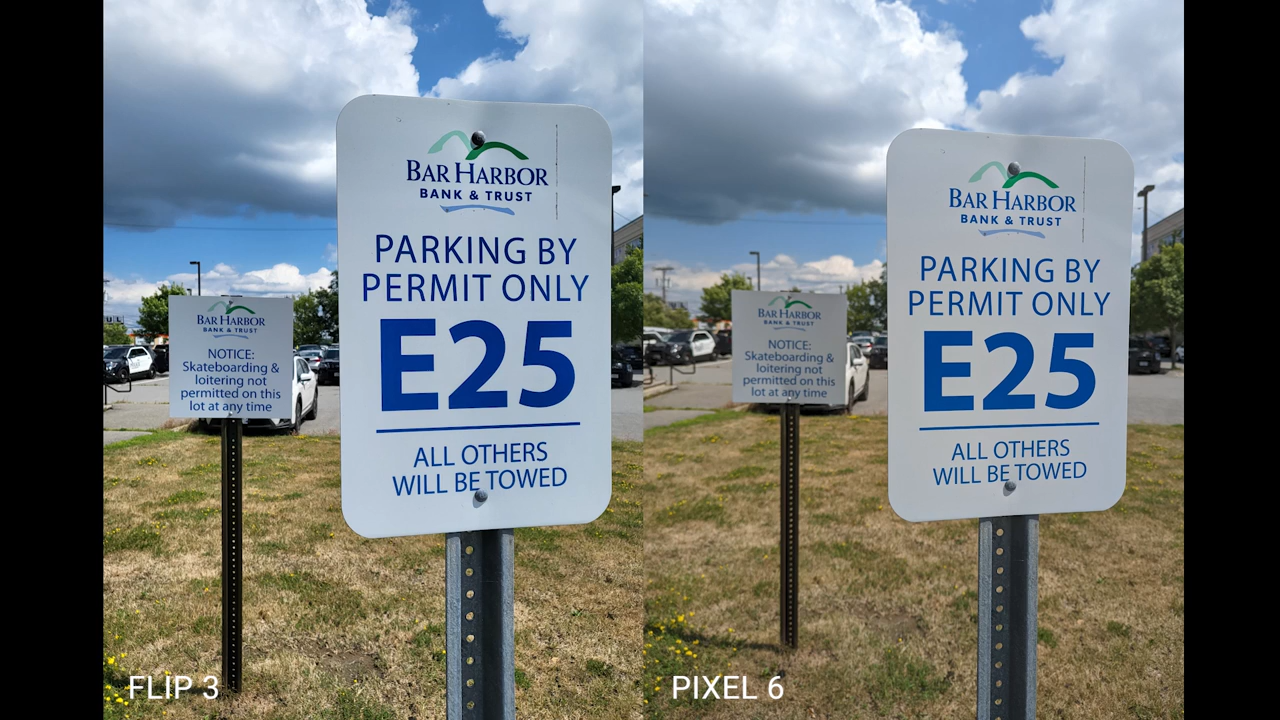 BAR HARBOR
BANK & TRUST
PARKING BY
PERMIT ONLY
E25
ALL OTHERS
WILL BE TOWED
BAR HARBOR
BANK & TRUST
NOTICE:
Skateboarding &
loitering not
permitted on this
lot at any time
FLIP 3
BAR HARBOR
BANK & TRUST
PARKING BY
PERMIT ONLY
E25
ALL OTHERS
WILL BE TOWED
BAR HARBOR
BANK & TRUST
NOTICE:
Skateboarding &
loitering not
permitted on this
lot at any time
PIXEL 6